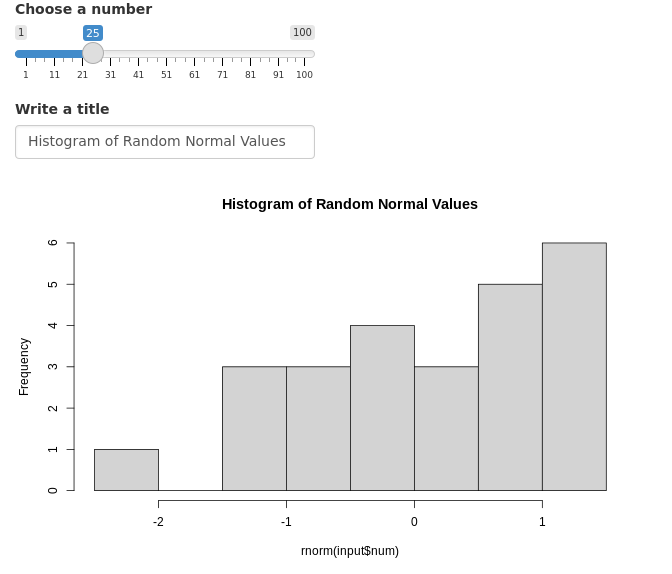 Choose a number
1 25 100
1 11 21 31 41 51 61 71 81 91 100
Write a title
Histogram of Random Normal Values
Histogram of Random Normal Values
6
5
4
3
2
1
0
Frequency
-2 -1 0 1
rnorm(input$num)